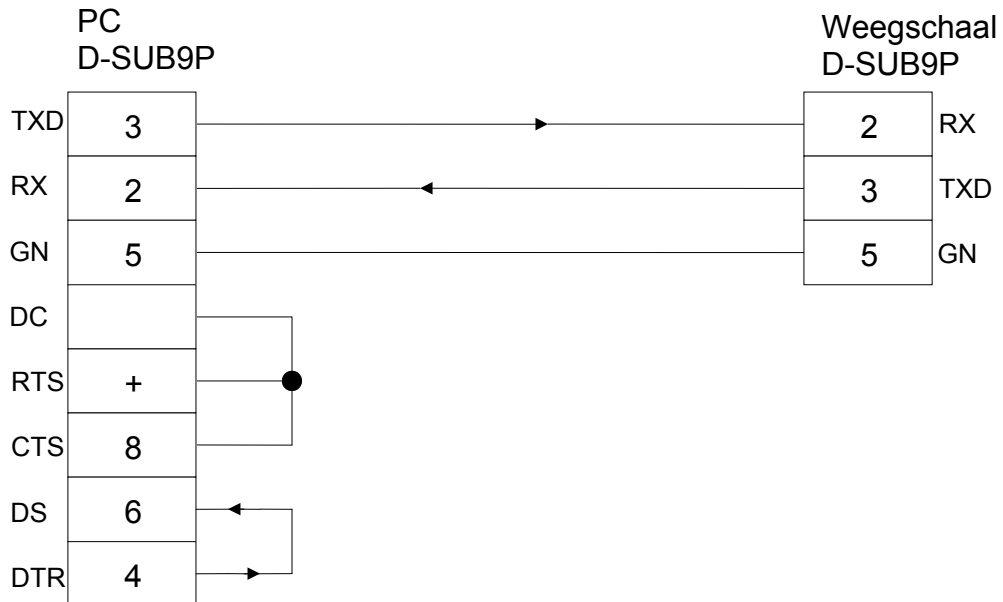 PC
D-SUB9P
Weegschaal
D-SUB9P
TXD 3 2 RX
RX 2 3 TXD
GN 5 5 GN
DC
RTS +
CTS 8
DS 6
DTR 4